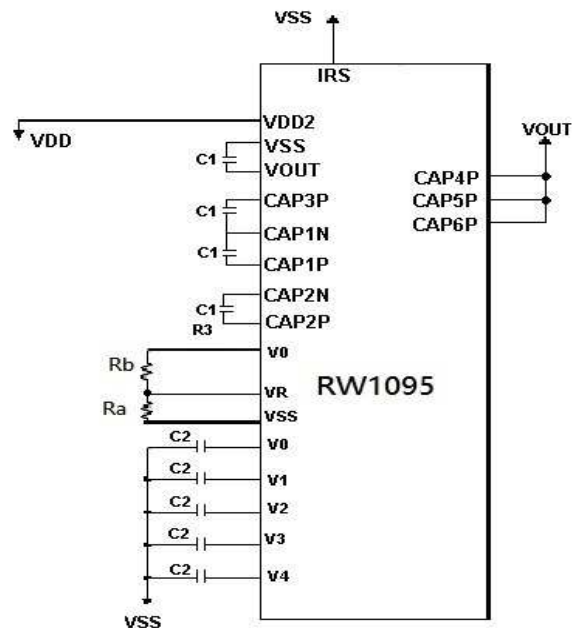 VSS
IRS
VDD2
VDD
VSS
C1
VOUT
VOUT
CAP4P
CAP3P
C1
CAP5P
CAP6P
CAP1N
C1
CAP1P
CAP2N
C1
R3
CAP2P
V0
Rb
RW1095
VR
Ra
VSS
C2
V0
C2
V1
C2
V2
C2
V3
C2
V4
VSS